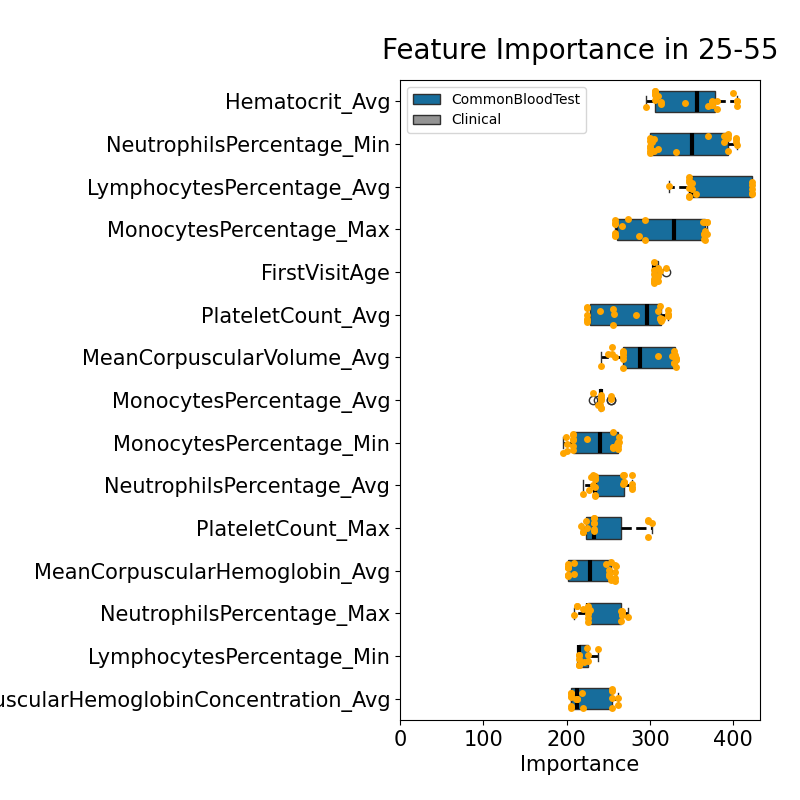 Feature Importance in 25-55
CommonBloodTest
Clinical
Hematocrit_Avg
NeutrophilsPercentage_Min
LymphocytesPercentage_Avg
MonocytesPercentage_Max
FirstVisitAge
PlateletCount_Avg
MeanCorpuscularVolume_Avg
MonocytesPercentage_Avg
MonocytesPercentage_Min
NeutrophilsPercentage_Avg
PlateletCount_Max
MeanCorpuscularHemoglobin_Avg
NeutrophilsPercentage_Max
LymphocytesPercentage_Min
uscularHemoglobinConcentration_Avg
0 100 200 300 400
Importance